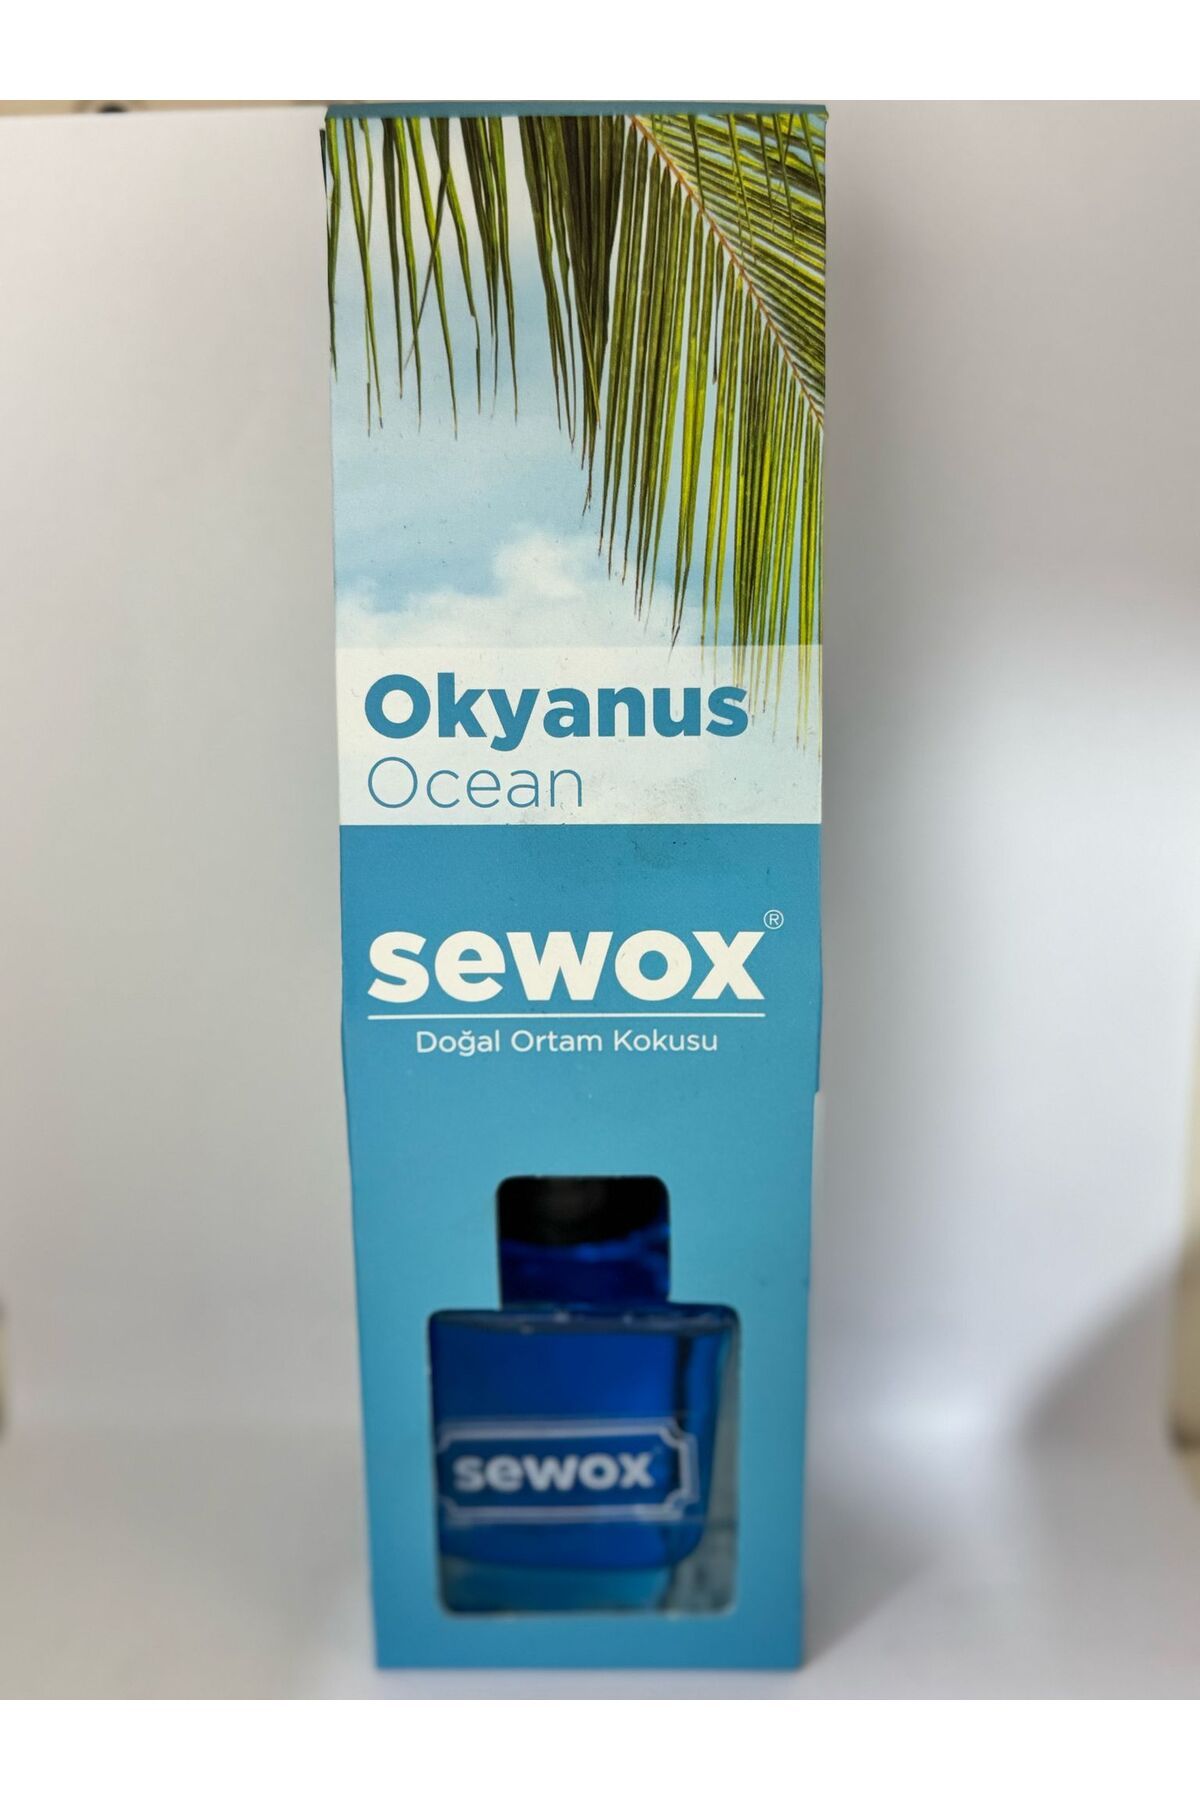 Okyanus
Ocean
sewox®
Doğal Ortam Kokusu
sewox